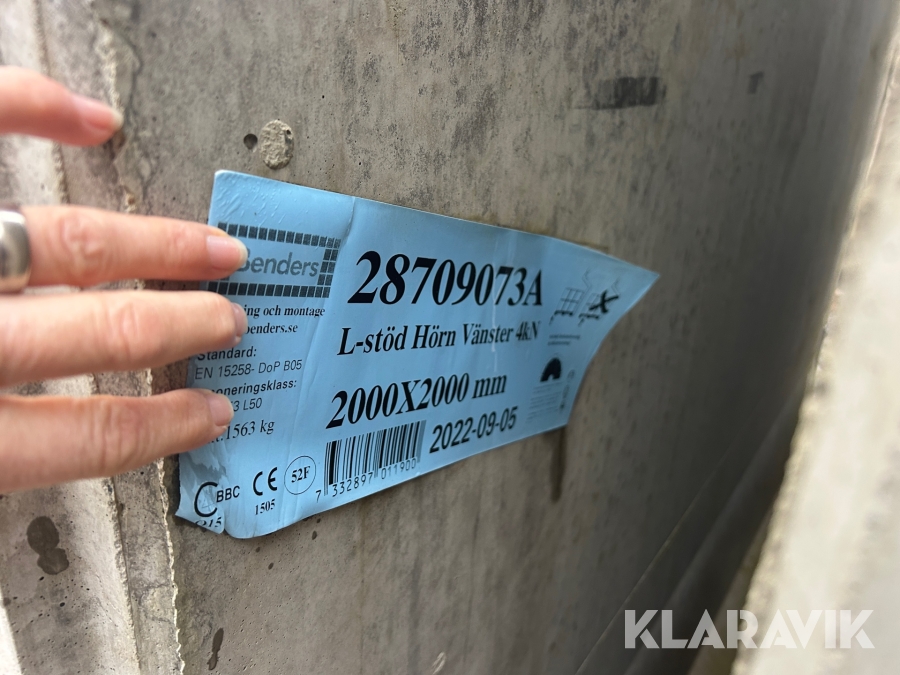 Benders
28709073A
L-stöd Hörn Vänster 4kN
2000X2000 mm
2022-09-05
och montage
benders.se
Standard:
EN 15258- DoP B05
oneringsklass:
L50
1563 kg
BBC
CE
1505
52F
7 332897 011900
KLARAVIK